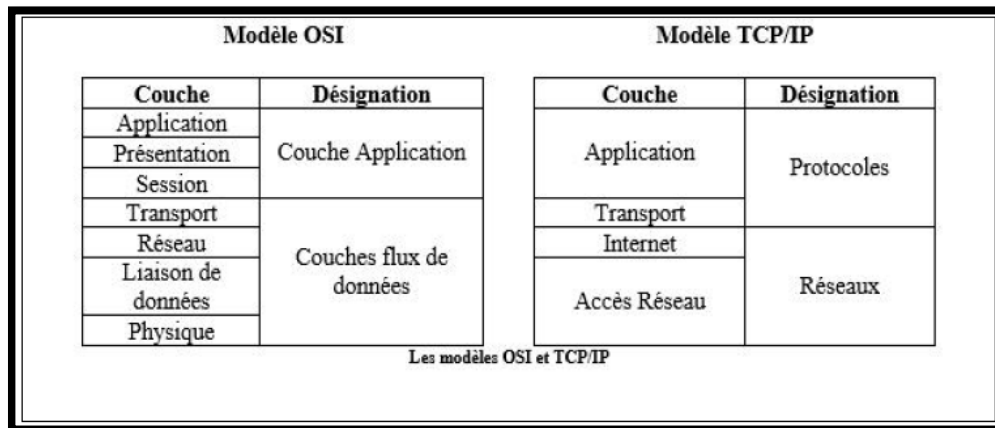 Modèle OSI
Modèle TCP/IP
Couche Désignation
Application
Présentation
Session
Couche Application
Transport
Réseau
Liaison de
données
Physique
Couches flux de
données
Couche Désignation
Application
Transport
Protocoles
Internet
Accès Réseau
Réseaux
Les modèles OSI et TCP/IP